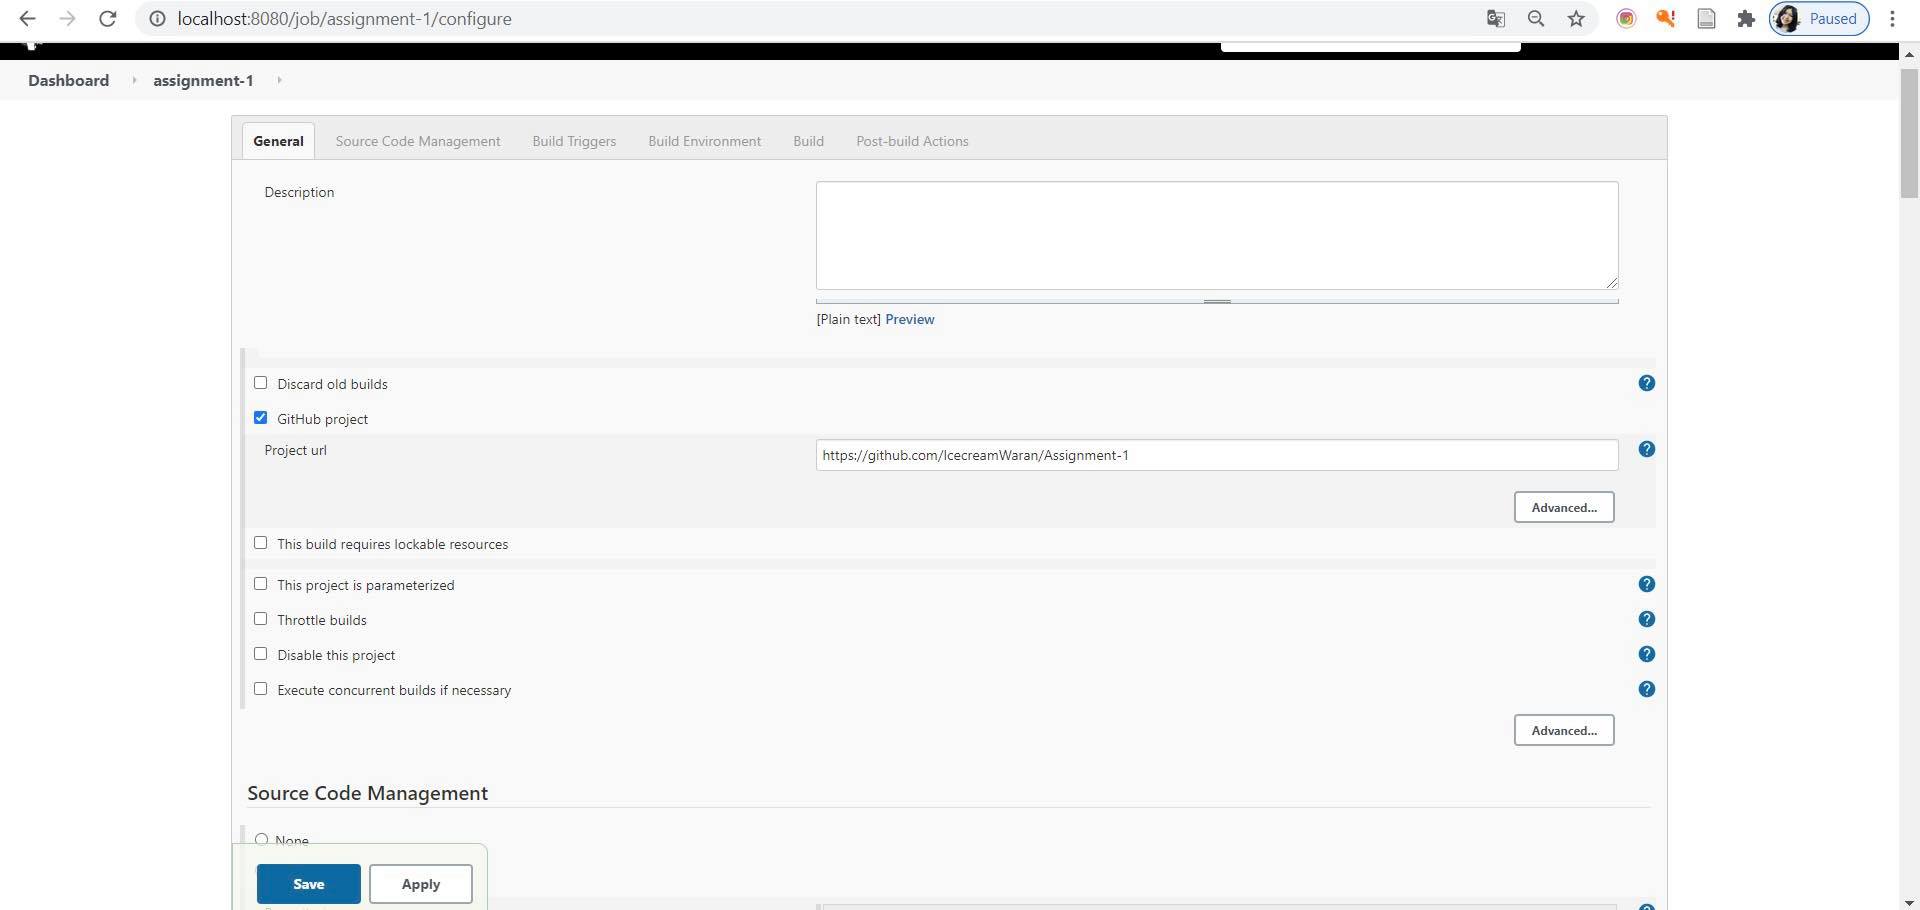 localhost:8080/job/assignment-1/configure
Paused
Dashboard assignment-1
General Source Code Management Build Triggers Build Environment Build Post-build Actions
Description
[Plain text] Preview
Discard old builds
GitHub project
Project url
https://github.com/IcecreamWaran/Assignment-1
Advanced...
This build requires lockable resources
This project is parameterized
Throttle builds
Disable this project
Execute concurrent builds if necessary
Advanced...
Source Code Management
None
Save Apply